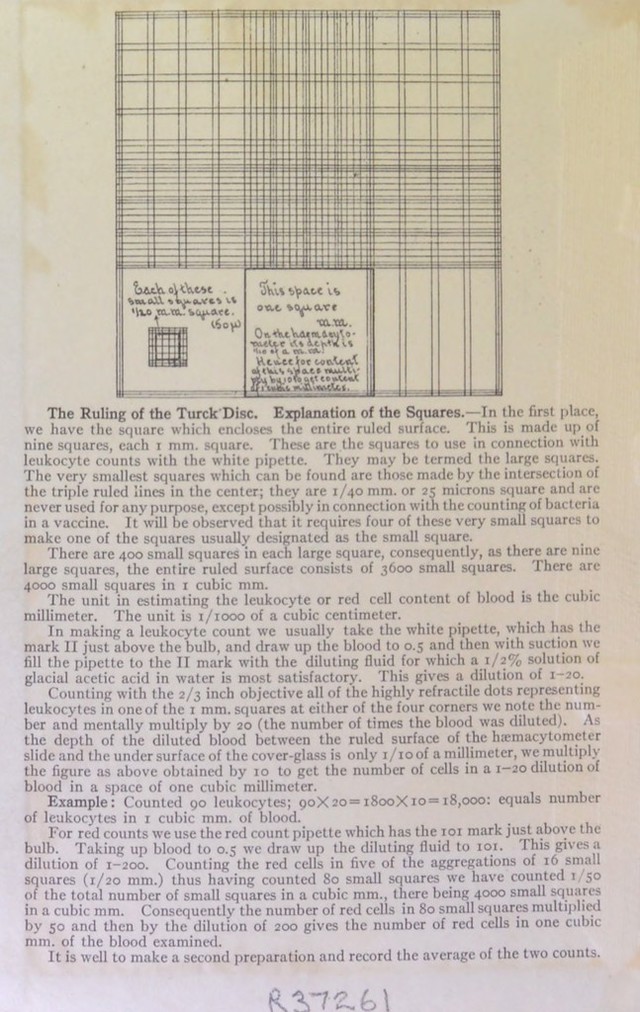 Each of these
small squares is
1/20 m.m. square.
(50µ)
This space is
one square
m.m.
On the haemacyto-
meter its depth is
1/10 of a m.m.
Hence for content
of this space multi-
ply by 10 to get content
of 1 cubic millimeter.
The Ruling of the Turck Disc. Explanation of the Squares.—In the first place,
we have the square which encloses the entire ruled surface. This is made up of
nine squares, each 1 mm. square. These are the squares to use in connection with
leukocyte counts with the white pipette. They may be termed the large squares.
The very smallest squares which can be found are those made by the intersection of
the triple ruled lines in the center; they are 1/40 mm. or 25 microns square and are
never used for any purpose, except possibly in connection with the counting of bacteria
in a vaccine. It will be observed that it requires four of these very small squares to
make one of the squares usually designated as the small square.
There are 400 small squares in each large square, consequently, as there are nine
large squares, the entire ruled surface consists of 3600 small squares. There are
4000 small squares in 1 cubic mm.
The unit in estimating the leukocyte or red cell content of blood is the cubic
millimeter. The unit is 1/1000 of a cubic centimeter.
In making a leukocyte count we usually take the white pipette, which has the
mark II just above the bulb, and draw up the blood to 0.5 and then with suction we
fill the pipette to the II mark with the diluting fluid for which a 1/2% solution of
glacial acetic acid in water is most satisfactory. This gives a dilution of 1-20.
Counting with the 2/3 inch objective all of the highly refractile dots representing
leukocytes in one of the 1 mm. squares at either of the four corners we note the num-
ber and mentally multiply by 20 (the number of times the blood was diluted). As
the depth of the diluted blood between the ruled surface of the hæmacytometer
slide and the under surface of the cover-glass is only 1/10 of a millimeter, we multiply
the figure as above obtained by 10 to get the number of cells in a 1-20 dilution of
blood in a space of one cubic millimeter.
Example: Counted 90 leukocytes; 90X20=1800X10=18,000: equals number
of leukocytes in 1 cubic mm. of blood.
For red counts we use the red count pipette which has the 101 mark just above the
bulb. Taking up blood to 0.5 we draw up the diluting fluid to 101. This gives a
dilution of 1-200. Counting the red cells in five of the aggregations of 16 small
squares (1/20 mm.) thus having counted 80 small squares we have counted 1/50
of the total number of small squares in a cubic mm., there being 4000 small squares
in a cubic mm. Consequently the number of red cells in 80 small squares multiplied
by 50 and then by the dilution of 200 gives the number of red cells in one cubic
mm. of the blood examined.
It is well to make a second preparation and record the average of the two counts.
R37261